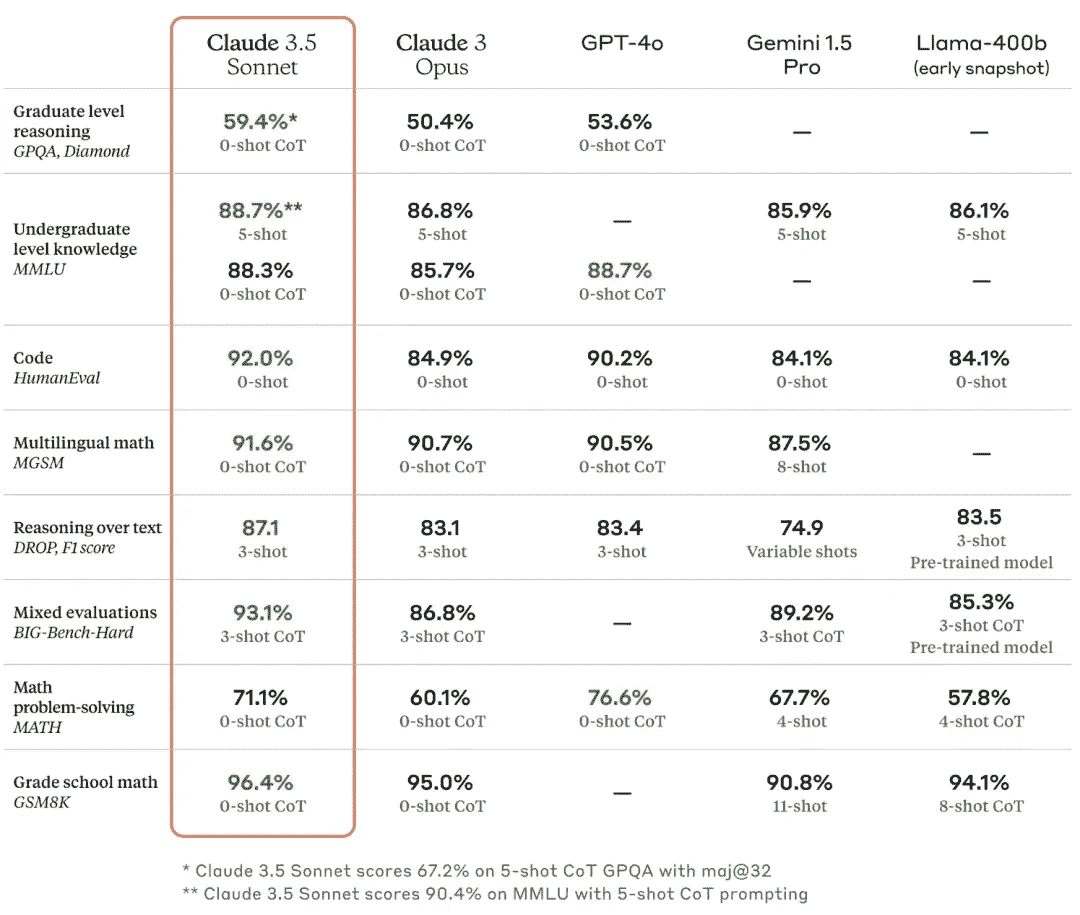 Claude 3.5 Sonnet
Claude 3 Opus
GPT-4o
Gemini 1.5 Pro
Llama-400b (early snapshot)
Graduate level
reasoning
GPQA, Diamond
59.4%* 50.4% 53.6% — —
0-shot CoT 0-shot CoT 0-shot CoT
Undergraduate
level knowledge
MMLU
88.7%** 86.8% — 85.9% 86.1%
5-shot 5-shot 5-shot 5-shot
88.3% 85.7% 88.7% — —
0-shot CoT 0-shot CoT 0-shot CoT
Code
HumanEval
92.0% 84.9% 90.2% 84.1% 84.1%
0-shot 0-shot 0-shot 0-shot 0-shot
Multilingual math
MGSM
91.6% 90.7% 90.5% 87.5% —
0-shot CoT 0-shot CoT 0-shot CoT 8-shot
Reasoning over text
DROP, F1 score
87.1 83.1 83.4 74.9 83.5
3-shot 3-shot 3-shot Variable shots 3-shot
Pre-trained model
Mixed evaluations
BIG-Bench-Hard
93.1% 86.8% — 89.2% 85.3%
3-shot CoT 3-shot CoT 3-shot CoT 3-shot CoT
Pre-trained model
Math
problem-solving
MATH
71.1% 60.1% 76.6% 67.7% 57.8%
0-shot CoT 0-shot CoT 0-shot CoT 4-shot 4-shot CoT
Grade school math
GSM8K
96.4% 95.0% — 90.8% 94.1%
0-shot CoT 0-shot CoT 11-shot 8-shot CoT
* Claude 3.5 Sonnet scores 67.2% on 5-shot CoT GPQA with maj@32
** Claude 3.5 Sonnet scores 90.4% on MMLU with 5-shot CoT prompting